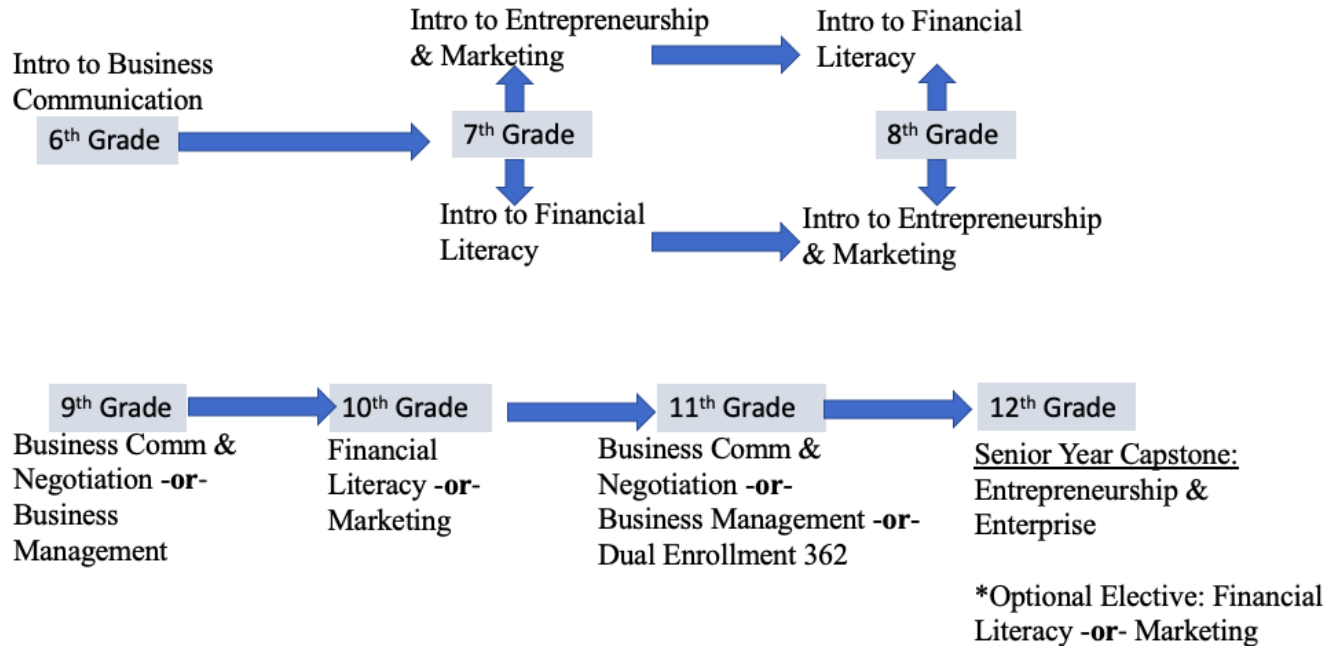 Intro to Business
Communication
6th Grade
Intro to Entrepreneurship
& Marketing
7th Grade
Intro to Financial
Literacy
Intro to Financial
Literacy
8th Grade
Intro to Entrepreneurship
& Marketing
9th Grade
Business Comm &
Negotiation -or-
Business
Management
10th Grade
Financial
Literacy -or-
Marketing
11th Grade
Business Comm &
Negotiation -or-
Business Management -or-
Dual Enrollment 362
12th Grade
Senior Year Capstone:
Entrepreneurship &
Enterprise
*Optional Elective: Financial
Literacy -or- Marketing